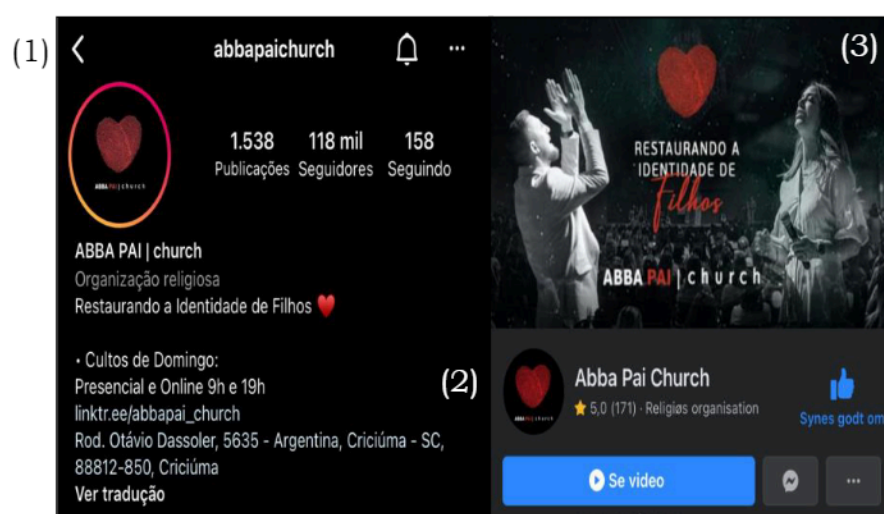 (1)
abbapaichurch
1.538 118 mil 158
Publicações Seguidores Seguindo
ABBA PAI | church
ABBA PAI | church
Organização religiosa
Restaurando a Identidade de Filhos
• Cultos de Domingo:
Presencial e Online 9h e 19h
linktr.ee/abbapai_church
Rod. Otávio Dassoler, 5635 - Argentina, Criciúma - SC,
88812-850, Criciúma
Ver tradução
(2)
(3)
RESTAURANDO A
IDENTIDADE DE
Filhos
ABBA PAI | church
Abba Pai Church
5,0 (171) · Religiøs organisation
ABBA PAI | church
Synes godt om
Se video